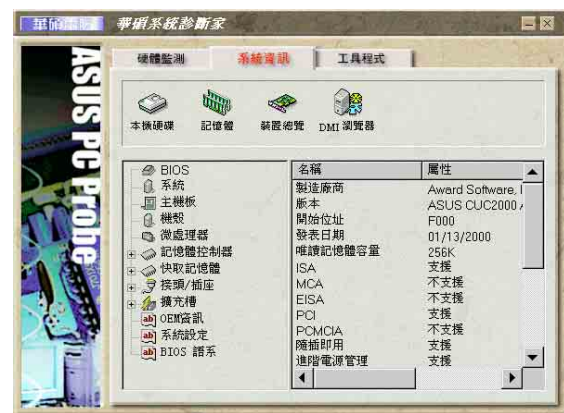 華碩電腦 華碩系統診斷家
ASUS PC Probe
硬體監測 系統資訊 工具程式
本機硬碟 記憶體 裝置總覽 DMI 瀏覽器
BIOS
系統
主機板
機殼
微處理器
記憶體控制器
快取記憶體
接頭/插座
擴充槽
OEM資訊
系統設定
BIOS 語系
名稱 屬性
製造廠商 Award Software, I
版本 ASUS CUC2000 /
開始位址 F000
發表日期 01/13/2000
唯讀記憶體容量 256K
ISA 支援
MCA 不支援
EISA 不支援
PCI 支援
PCMCIA 不支援
隨插即用 支援
進階電源管理 支援